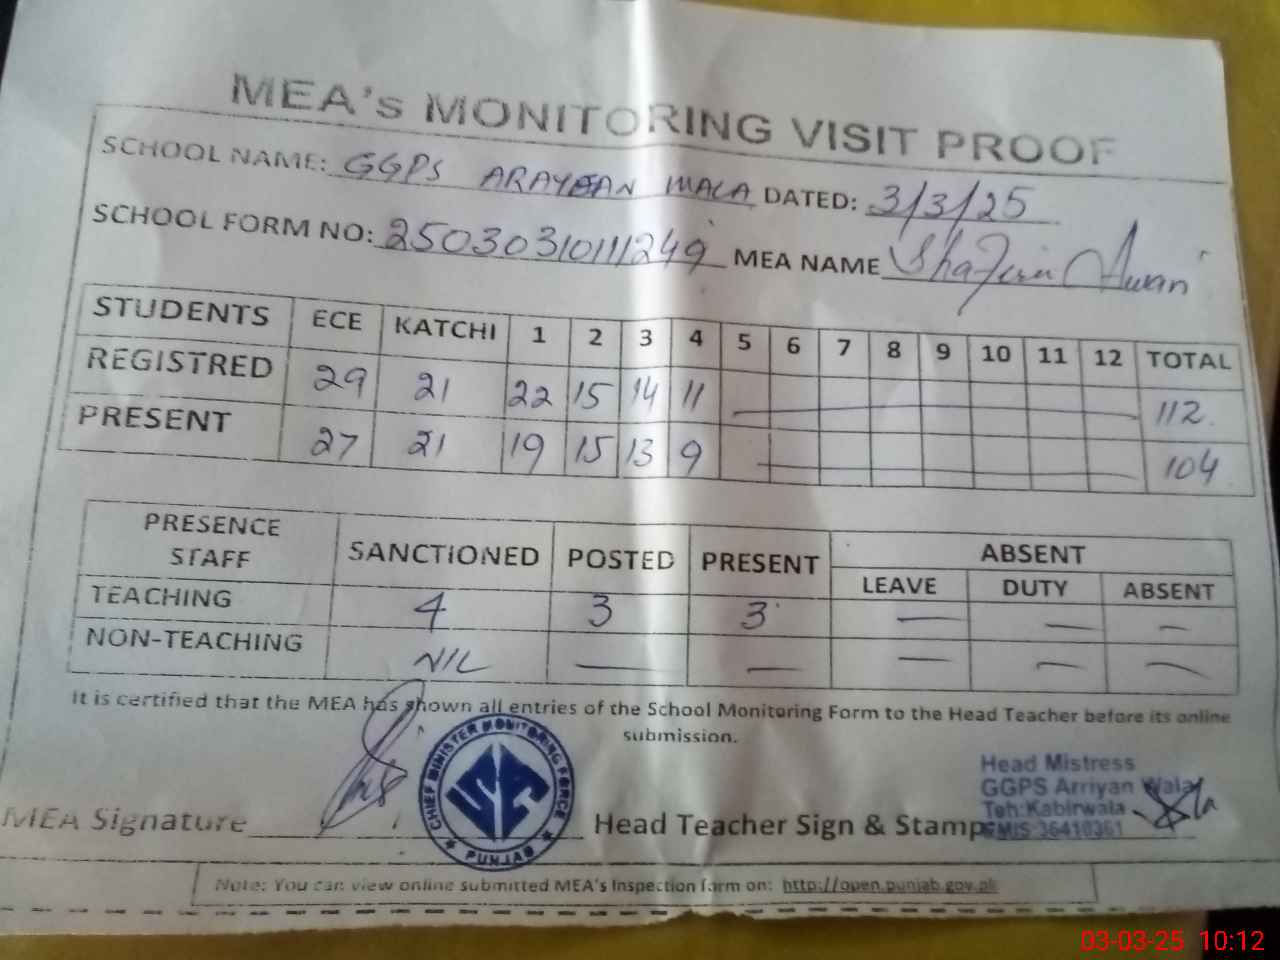 MEA's MONITORING VISIT PROOF
SCHOOL NAME: GGPS ARAYEAN WALA DATED: 3/3/25
SCHOOL FORM NO: 25030310111249 MEA NAME Awan
STUDENTS ECE KATCHI 1 2 3 4 5 6 7 8 9 10 11 12 TOTAL
REGISTRED 29 21 22 15 14 11 112
PRESENT 27 21 19 15 13 9 104
PRESENCE STAFF SANCTIONED POSTED PRESENT ABSENT
LEAVE DUTY ABSENT
TEACHING 4 3 3 — — —
NON-TEACHING NIL — — — — —
It is certified that the MEA has shown all entries of the School Monitoring Form to the Head Teacher before its online
submission.
CHIEF MINISTER MONITORING FORCE
PUNJAB
Head Mistress
GGPS Arriyan Wala
Teh: Kabirwala
EMIS 36410361
MEA Signature Head Teacher Sign & Stamp
Note: You can view online submitted MEA's Inspection form on: http://open.punjab.gov.pk
03-03-25 10:12